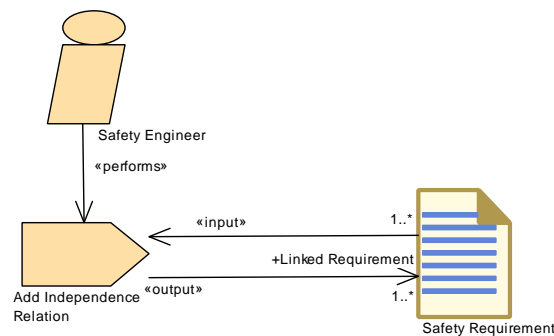 Safety Engineer
«performs»
«input»
1..*
+Linked Requirement
«output»
1..*
Add Independence
Relation
Safety Requirement